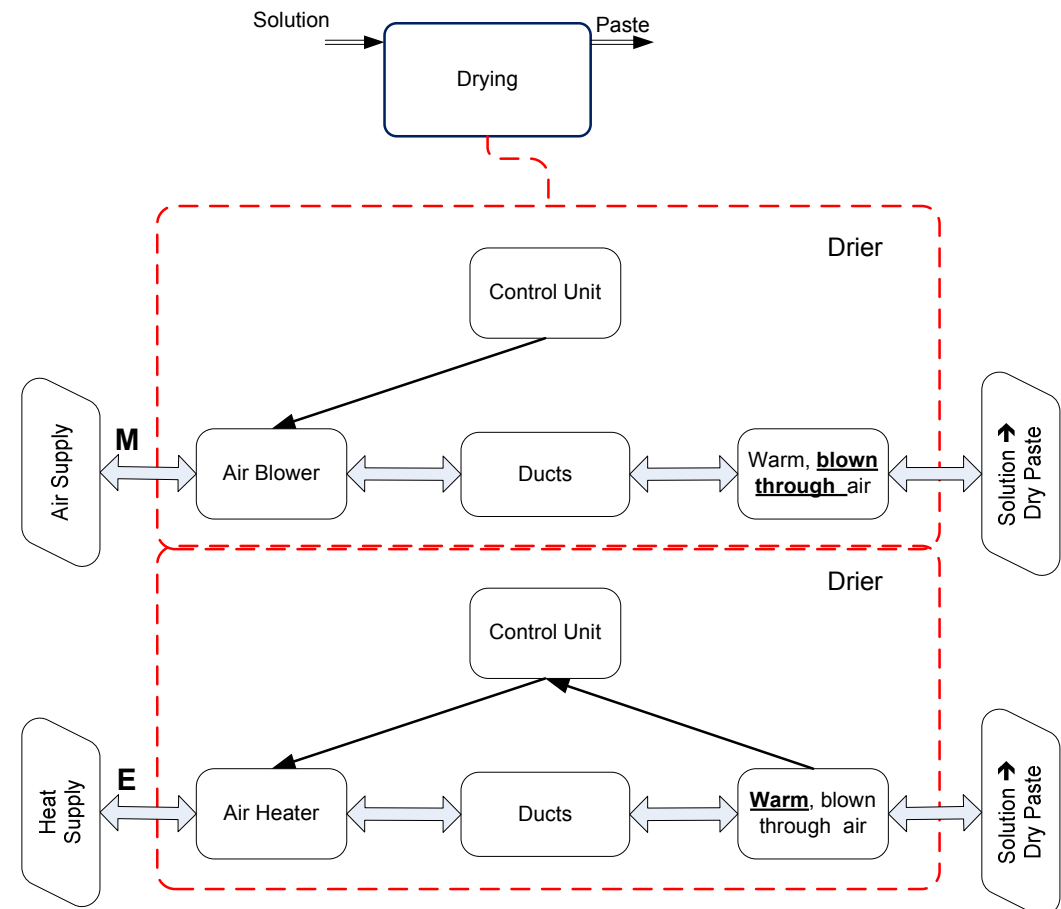 Solution
Paste
Drying
Drier
Control Unit
Air Supply
M
Air Blower
Ducts
Warm, blown
through air
Solution ➔
Dry Paste
Drier
Control Unit
Heat
Supply
E
Air Heater
Ducts
Warm, blown
through air
Solution ➔
Dry Paste